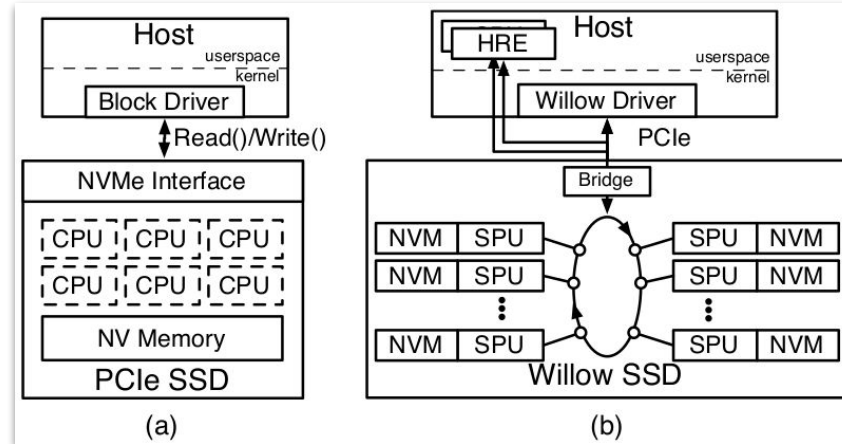 Host
userspace
kernel
Block Driver
Read()/Write()
NVMe Interface
CPU CPU CPU
CPU CPU CPU
NV Memory
PCIe SSD
(a)
HRE
Host
userspace
kernel
Willow Driver
PCIe
Bridge
NVM SPU SPU NVM
NVM SPU SPU NVM
NVM SPU SPU NVM
Willow SSD
(b)